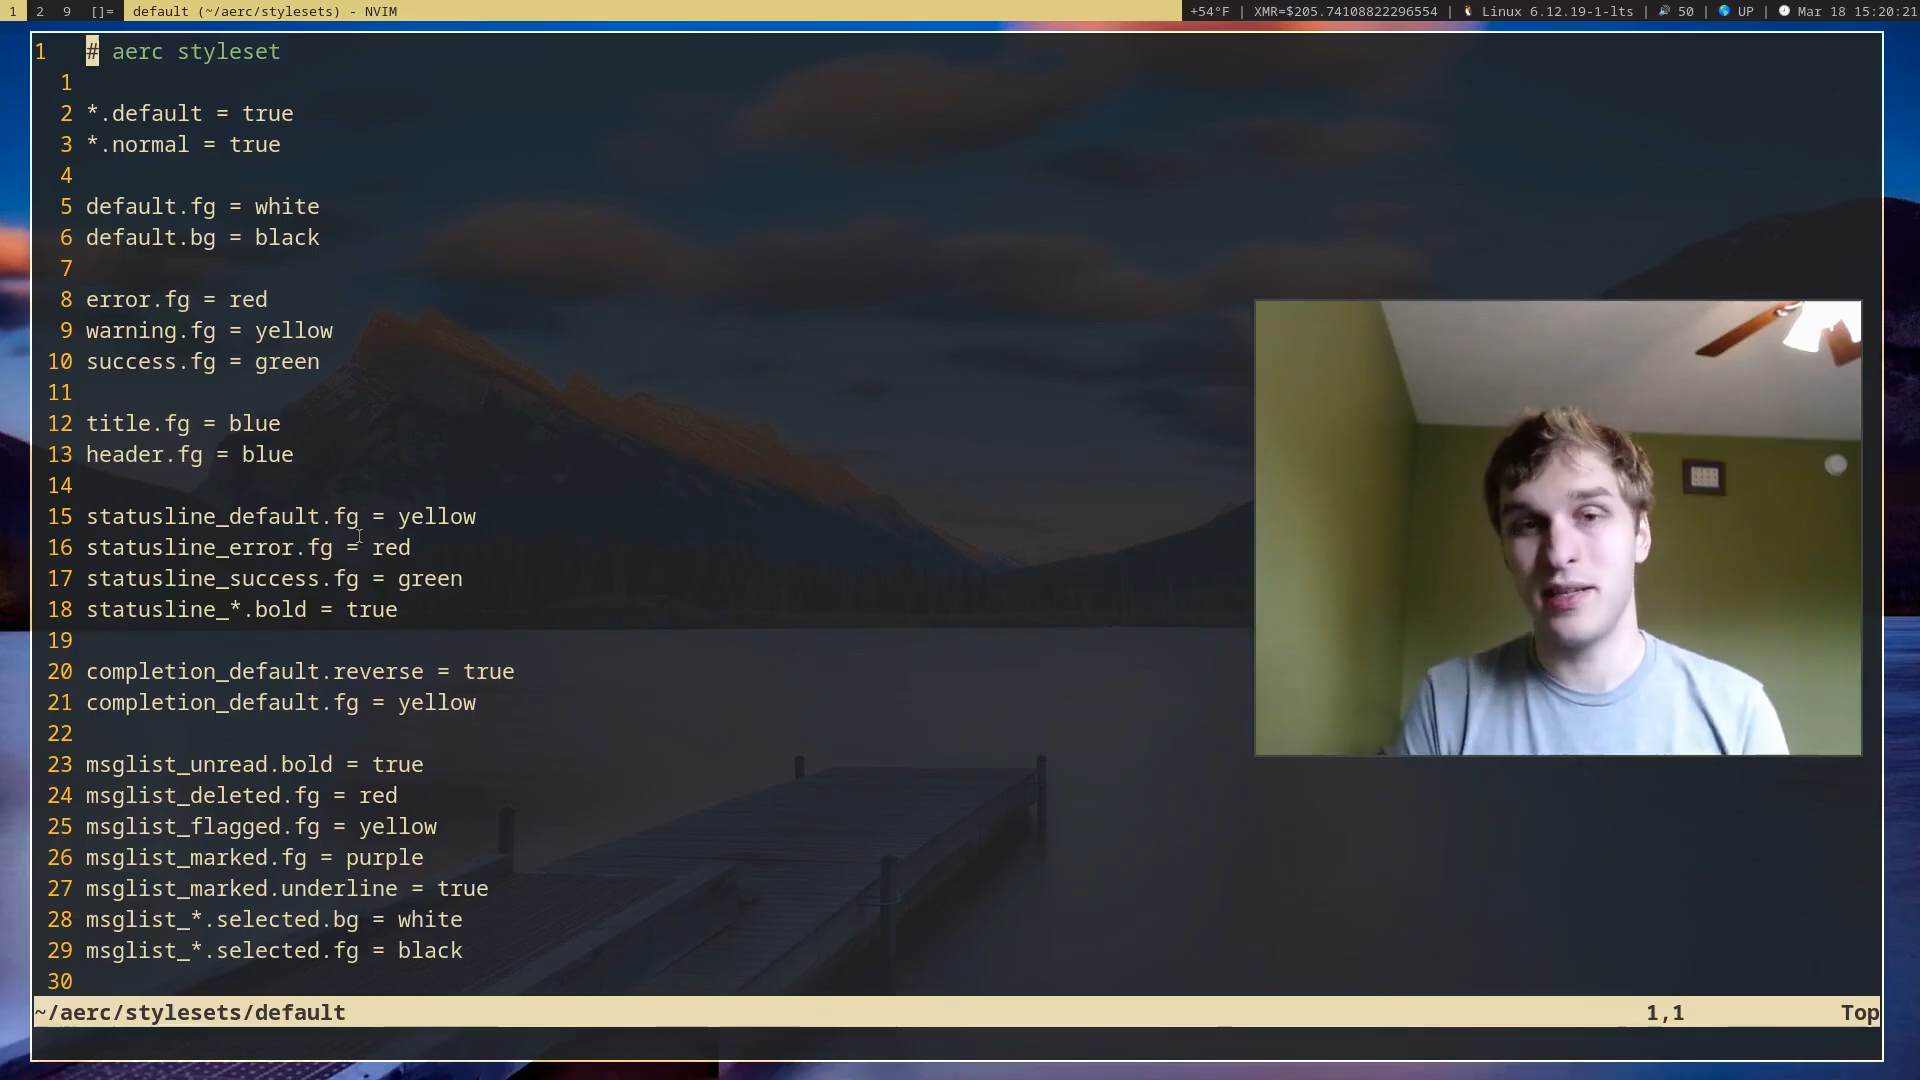 1 2 9 []= default (~/aerc/stylesets) - NVIM +54°F | XMR=$205.74108822296554 | Linux 6.12.19-1-lts | 50 | UP | Mar 18 15:20:21
1 # aerc styleset
1
2 *.default = true
3 *.normal = true
4
5 default.fg = white
6 default.bg = black
7
8 error.fg = red
9 warning.fg = yellow
10 success.fg = green
11
12 title.fg = blue
13 header.fg = blue
14
15 statusline_default.fg = yellow
16 statusline_error.fg = red
17 statusline_success.fg = green
18 statusline_*.bold = true
19
20 completion_default.reverse = true
21 completion_default.fg = yellow
22
23 msglist_unread.bold = true
24 msglist_deleted.fg = red
25 msglist_flagged.fg = yellow
26 msglist_marked.fg = purple
27 msglist_marked.underline = true
28 msglist_*.selected.bg = white
29 msglist_*.selected.fg = black
30
~/aerc/stylesets/default 1,1 Top